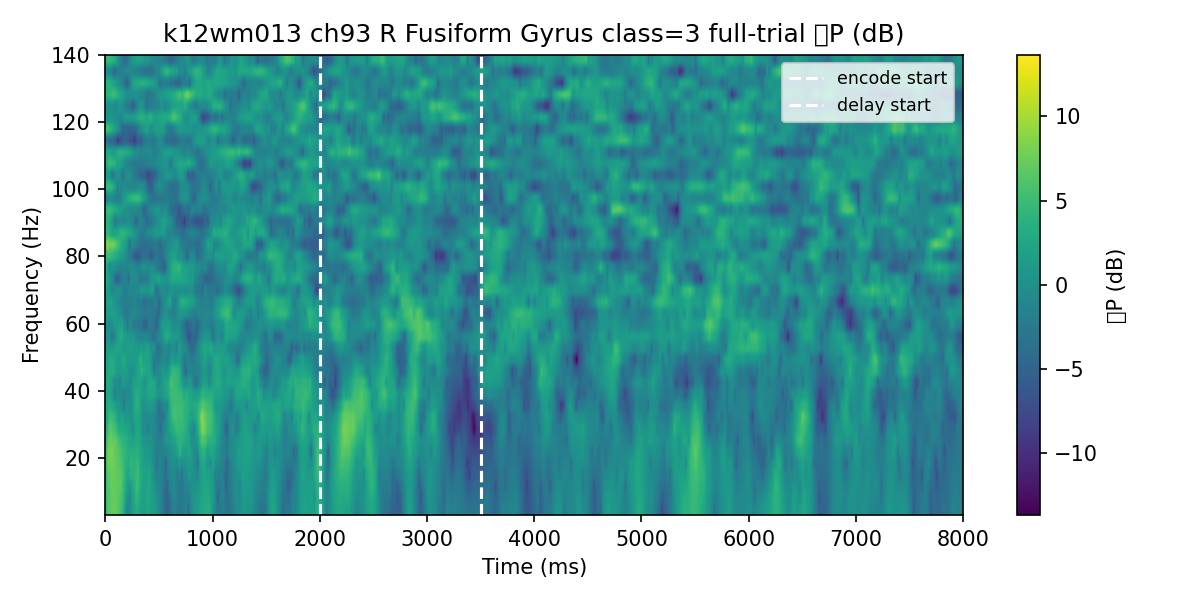 k12wm013 ch93 R Fusiform Gyrus class=3 full-trial ▯P (dB)
encode start
delay start
Frequency (Hz)
140
120
100
80
60
40
20
0 1000 2000 3000 4000 5000 6000 7000 8000
Time (ms)
10
5
0
−5
−10
▯P (dB)